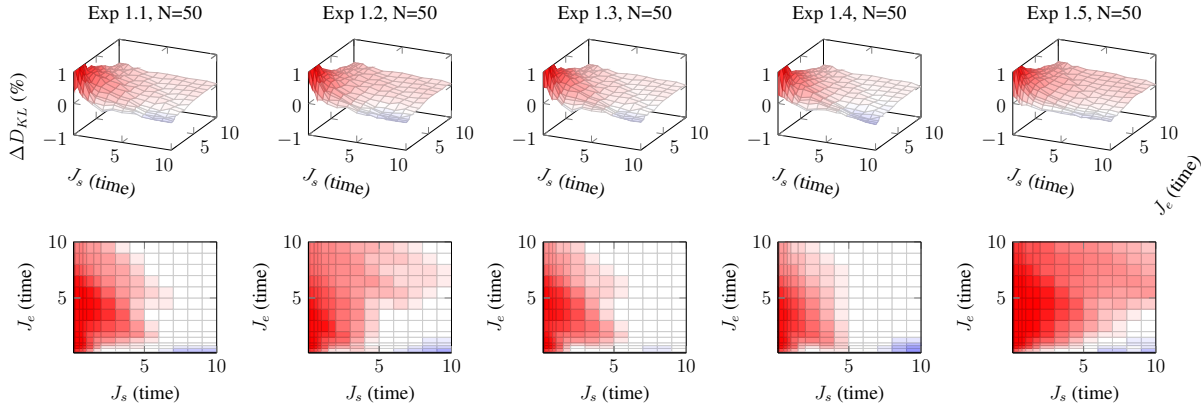 Exp 1.1, N=50
Exp 1.2, N=50
Exp 1.3, N=50
Exp 1.4, N=50
Exp 1.5, N=50
ΔD_{KL} (%)
1
0
−1
5
10
5
10
J_s (time)
1
0
−1
5
10
5
10
J_s (time)
1
0
−1
5
10
5
10
J_s (time)
1
0
−1
5
10
5
10
J_s (time)
1
0
−1
5
10
5
10
J_s (time)
J_e (time)
10
5
J_e (time)
5
10
J_s (time)
10
5
J_e (time)
5
10
J_s (time)
10
5
J_e (time)
5
10
J_s (time)
10
5
J_e (time)
5
10
J_s (time)
10
5
J_e (time)
5
10
J_s (time)